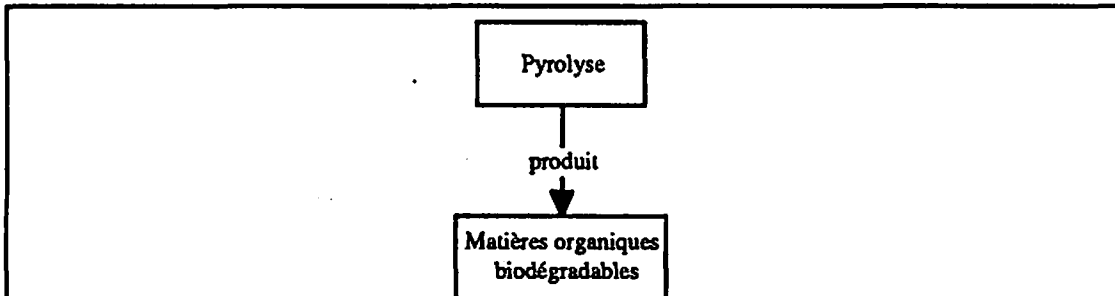 Pyrolyse
produit
Matières organiques
biodégradables